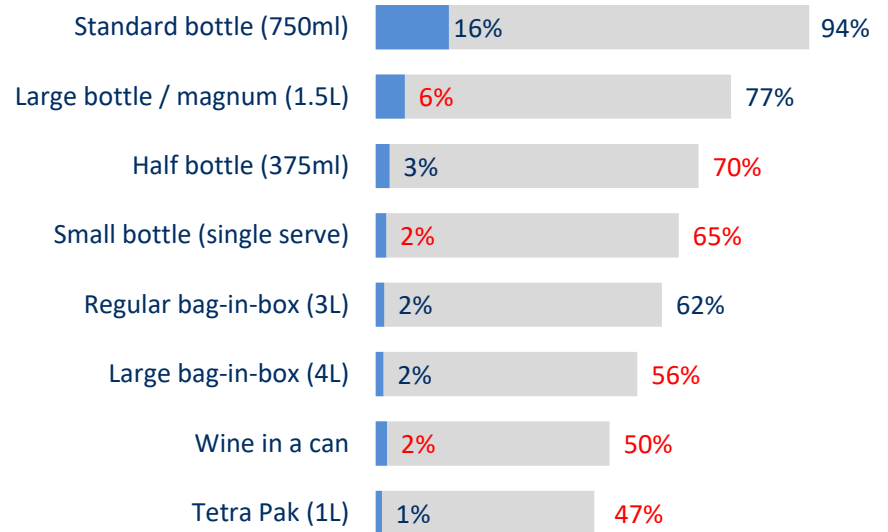 Standard bottle (750ml) 16% 94%
Large bottle / magnum (1.5L) 6% 77%
Half bottle (375ml) 3% 70%
Small bottle (single serve) 2% 65%
Regular bag-in-box (3L) 2% 62%
Large bag-in-box (4L) 2% 56%
Wine in a can 2% 50%
Tetra Pak (1L) 1% 47%